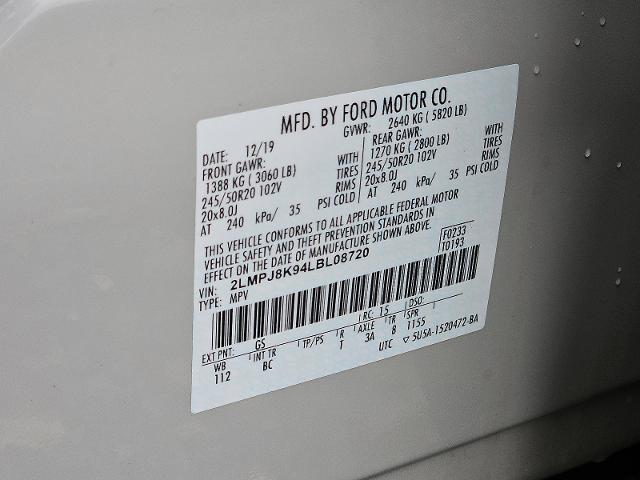 MFD. BY FORD MOTOR CO.
DATE: 12/19 GVWR: 2640 KG ( 5820 LB)
FRONT GAWR: REAR GAWR:
1388 KG ( 3060 LB) WITH 1270 KG ( 2800 LB) WITH
245/50R20 102V TIRES 245/50R20 102V TIRES
20x8.0J RIMS 20x8.0J RIMS
AT 240 kPa/ 35 PSI COLD AT 240 kPa/ 35 PSI COLD
THIS VEHICLE CONFORMS TO ALL APPLICABLE FEDERAL MOTOR
VEHICLE SAFETY AND THEFT PREVENTION STANDARDS IN
EFFECT ON THE DATE OF MANUFACTURE SHOWN ABOVE.
VIN: 2LMPJ8K94LBL08720 F0233
TYPE: MPV T0193
EXT PNT: GS RC: 15 DSO:
WB INT TR TP/PS R AXLE TR SPR
112 BC T 3A B 1155
UTC ▽ 5U5A-1520472-BA